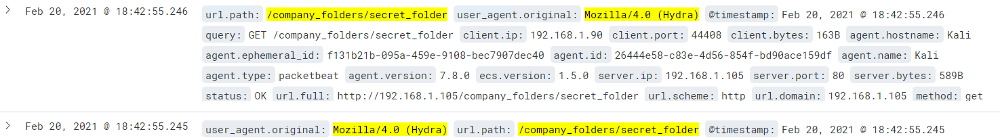 Feb 20, 2021 @ 18:42:55.246 url.path: /company_folders/secret_folder user_agent.original: Mozilla/4.0 (Hydra) @timestamp: Feb 20, 2021 @ 18:42:55.246
query: GET /company_folders/secret_folder client.ip: 192.168.1.90 client.port: 44408 client.bytes: 163B agent.hostname: Kali
agent.ephemeral_id: f131b21b-095a-459e-9108-bec7907dec40 agent.id: 26444e58-c83e-4d56-854f-bd90ace159df agent.name: Kali
agent.type: packetbeat agent.version: 7.8.0 ecs.version: 1.5.0 server.ip: 192.168.1.105 server.port: 80 server.bytes: 589B
status: OK url.full: http://192.168.1.105/company_folders/secret_folder url.scheme: http url.domain: 192.168.1.105 method: get
Feb 20, 2021 @ 18:42:55.245 user_agent.original: Mozilla/4.0 (Hydra) url.path: /company_folders/secret_folder @timestamp: Feb 20, 2021 @ 18:42:55.245